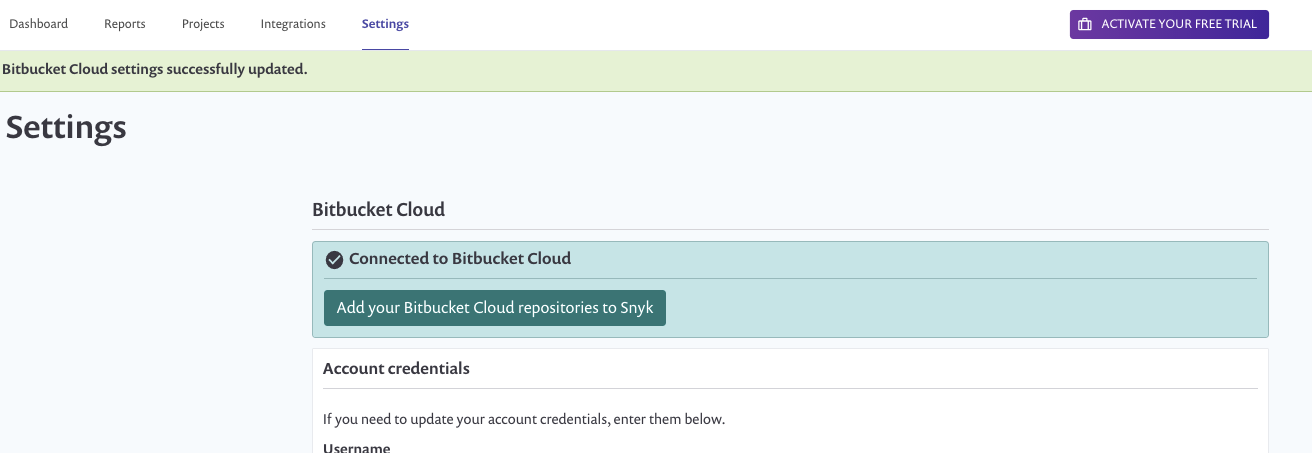 Dashboard Reports Projects Integrations Settings ACTIVATE YOUR FREE TRIAL
Bitbucket Cloud settings successfully updated.
Settings
Bitbucket Cloud
Connected to Bitbucket Cloud
Add your Bitbucket Cloud repositories to Snyk
Account credentials
If you need to update your account credentials, enter them below.
Username